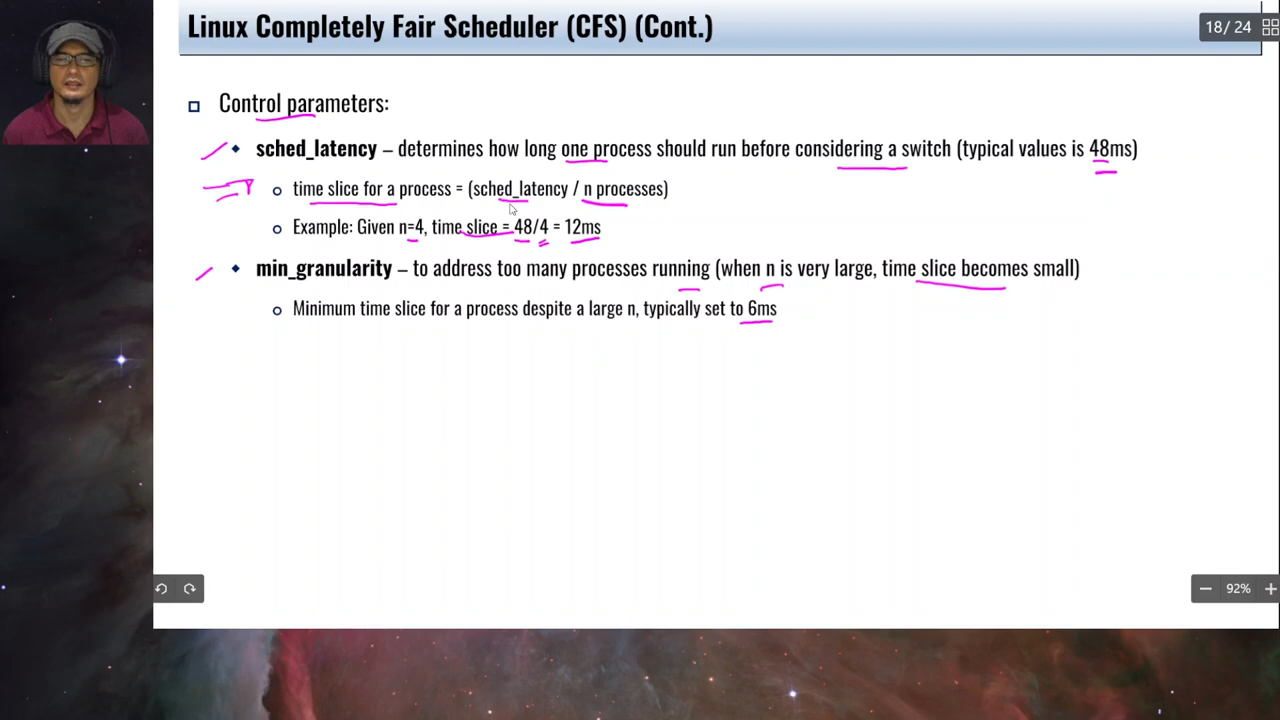 Linux Completely Fair Scheduler (CFS) (Cont.)
18 / 24
Control parameters:
sched_latency – determines how long one process should run before considering a switch (typical values is 48ms)
time slice for a process = (sched_latency / n processes)
Example: Given n=4, time slice = 48/4 = 12ms
min_granularity – to address too many processes running (when n is very large, time slice becomes small)
Minimum time slice for a process despite a large n, typically set to 6ms
92%